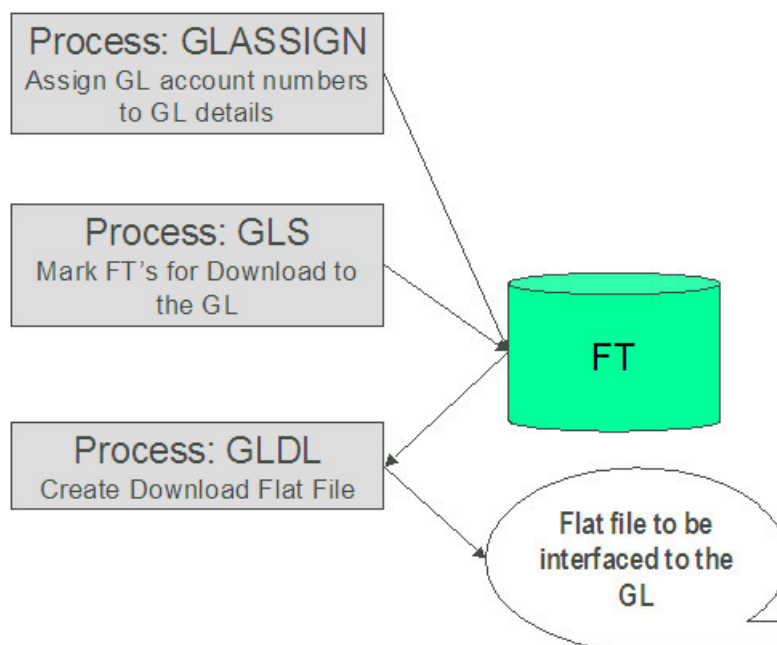 Process: GLASSIGN
Assign GL account numbers
to GL details
Process: GLS
Mark FT's for Download to
the GL
FT
Process: GLDL
Create Download Flat File
Flat file to be
interfaced to the
GL